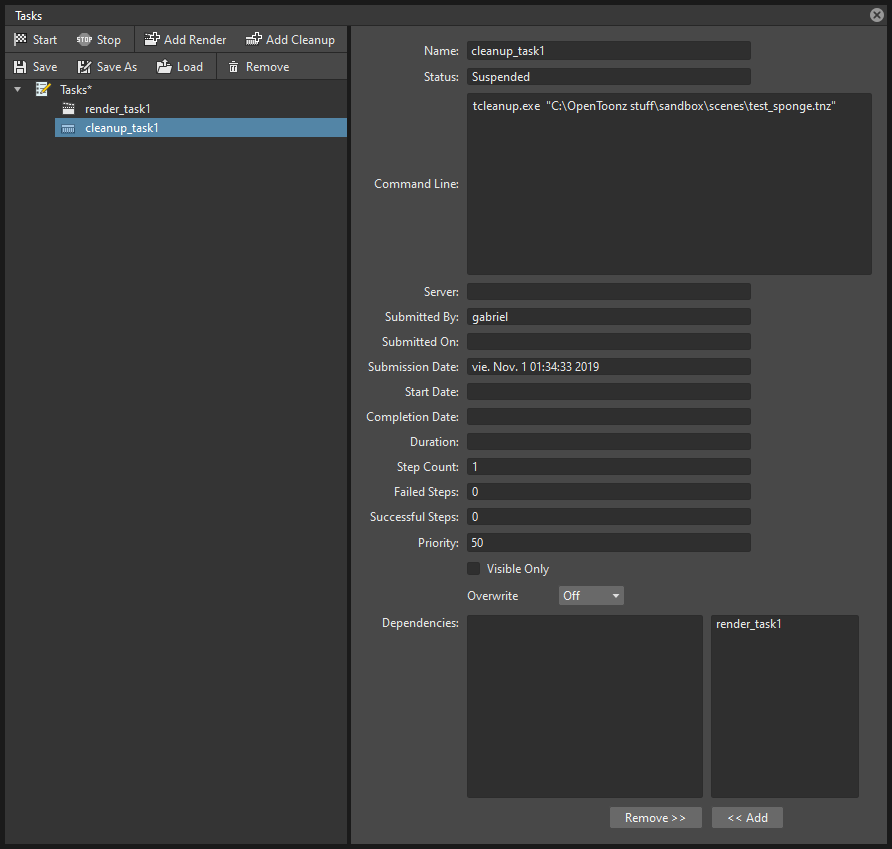 Tasks
Start STOP Stop Add Render Add Cleanup
Save Save As Load Remove
Tasks*
render_task1
cleanup_task1
Name: cleanup_task1
Status: Suspended
Command Line: tcleanup.exe "C:\OpenToonz stuff\sandbox\scenes\test_sponge.tnz"
Server:
Submitted By: gabriel
Submitted On:
Submission Date: vie. Nov. 1 01:34:33 2019
Start Date:
Completion Date:
Duration:
Step Count: 1
Failed Steps: 0
Successful Steps: 0
Priority: 50
Visible Only
Overwrite Off
Dependencies: render_task1
Remove >> << Add